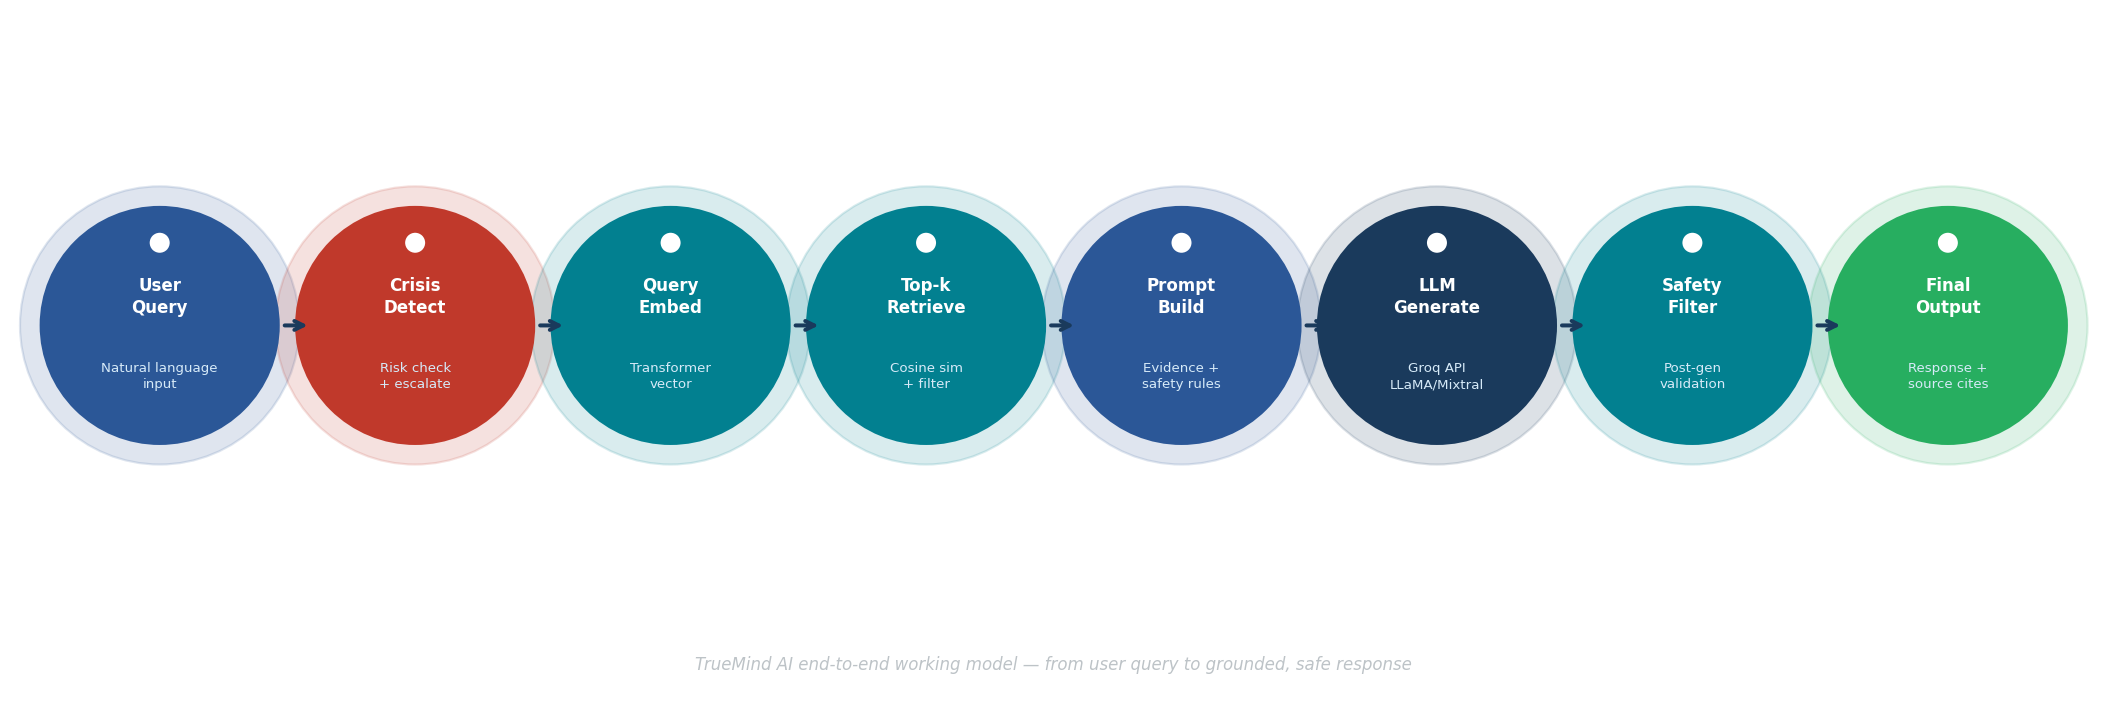 User
Query
Natural language
input
Crisis
Detect
Risk check
+ escalate
Query
Embed
Transformer
vector
Top-k
Retrieve
Cosine sim
+ filter
Prompt
Build
Evidence +
safety rules
LLM
Generate
Groq API
LLaMA/Mixtral
Safety
Filter
Post-gen
validation
Final
Output
Response +
source cites
TrueMind AI end-to-end working model — from user query to grounded, safe response